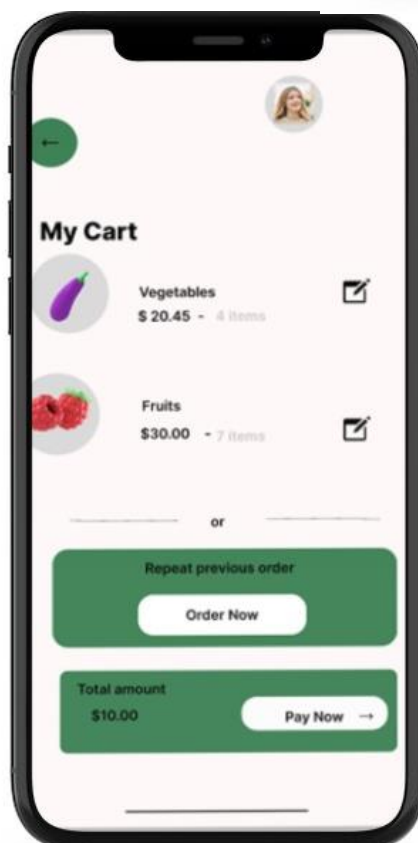 My Cart
Vegetables
$ 20.45 - 4 items
Fruits
$30.00 - 7 items
or
Repeat previous order
Order Now
Total amount
$10.00
Pay Now →